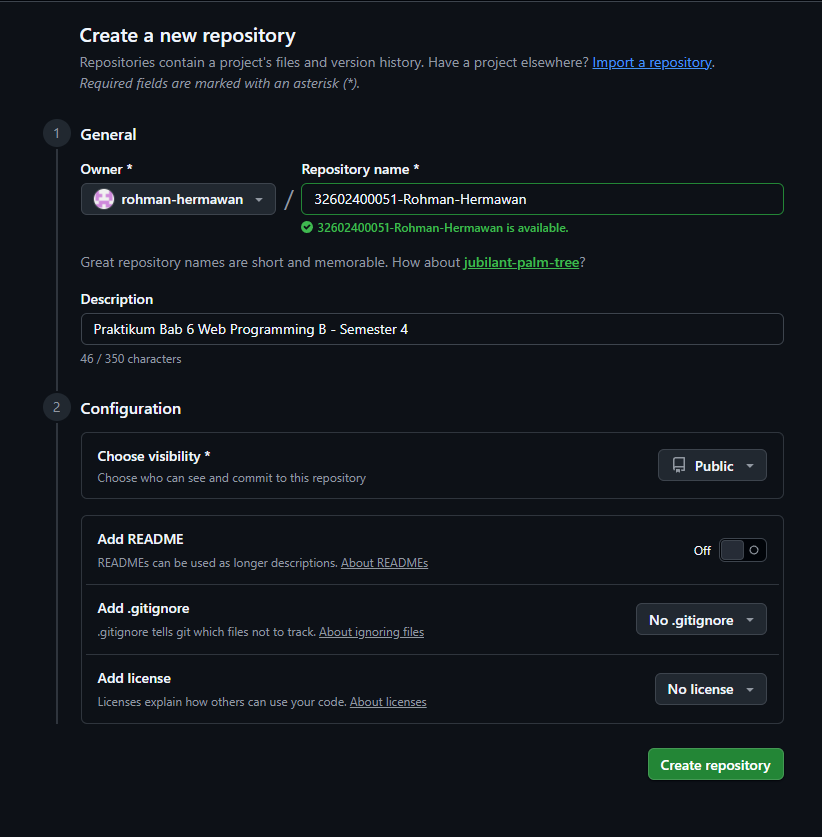 Create a new repository
Repositories contain a project's files and version history. Have a project elsewhere? Import a repository.
Required fields are marked with an asterisk (*).
1 General
Owner * Repository name *
rohman-hermawan / 32602400051-Rohman-Hermawan
32602400051-Rohman-Hermawan is available.
Great repository names are short and memorable. How about jubilant-palm-tree?
Description
Praktikum Bab 6 Web Programming B - Semester 4
46 / 350 characters
2 Configuration
Choose visibility *
Choose who can see and commit to this repository
Public
Add README
READMEs can be used as longer descriptions. About READMEs
Off
Add .gitignore
.gitignore tells git which files not to track. About ignoring files
No .gitignore
Add license
Licenses explain how others can use your code. About licenses
No license
Create repository